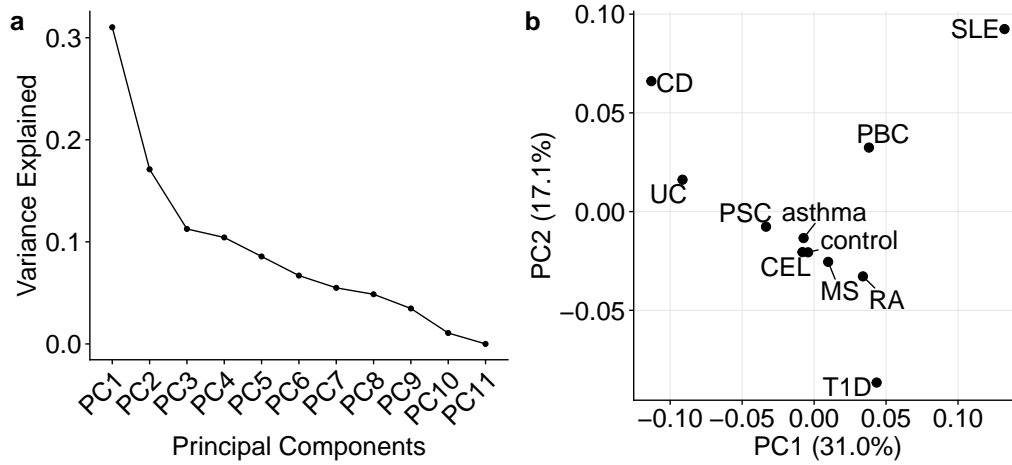 a
Variance Explained
0.3
0.2
0.1
0.0
PC1
PC2
PC3
PC4
PC5
PC6
PC7
PC8
PC9
PC10
PC11
Principal Components
b
PC2 (17.1%)
0.10
0.05
0.00
−0.05
SLE
CD
PBC
UC
PSC
asthma
control
CEL
MS
RA
T1D
−0.10
−0.05
0.00
0.05
0.10
PC1 (31.0%)